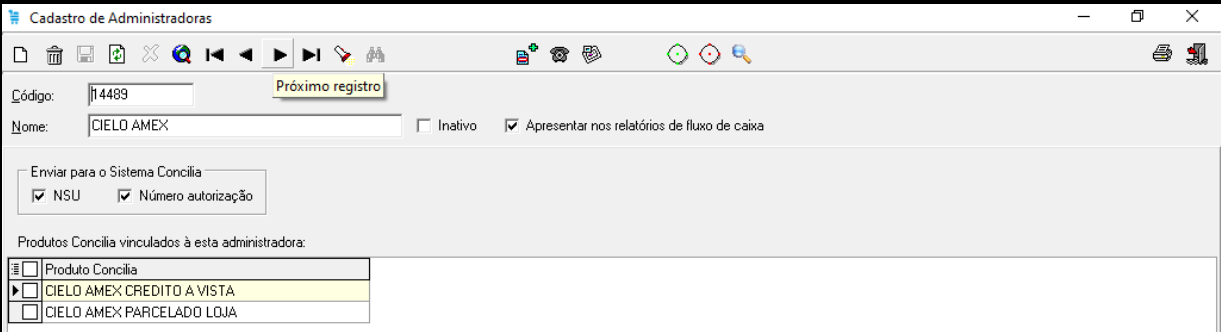 Cadastro de Administradoras
Próximo registro
Código: 14489
Nome: CIELO AMEX Inativo Apresentar nos relatórios de fluxo de caixa
Enviar para o Sistema Concilia
NSU Número autorização
Produtos Concilia vinculados à esta administradora:
Produto Concilia
CIELO AMEX CREDITO A VISTA
CIELO AMEX PARCELADO LOJA